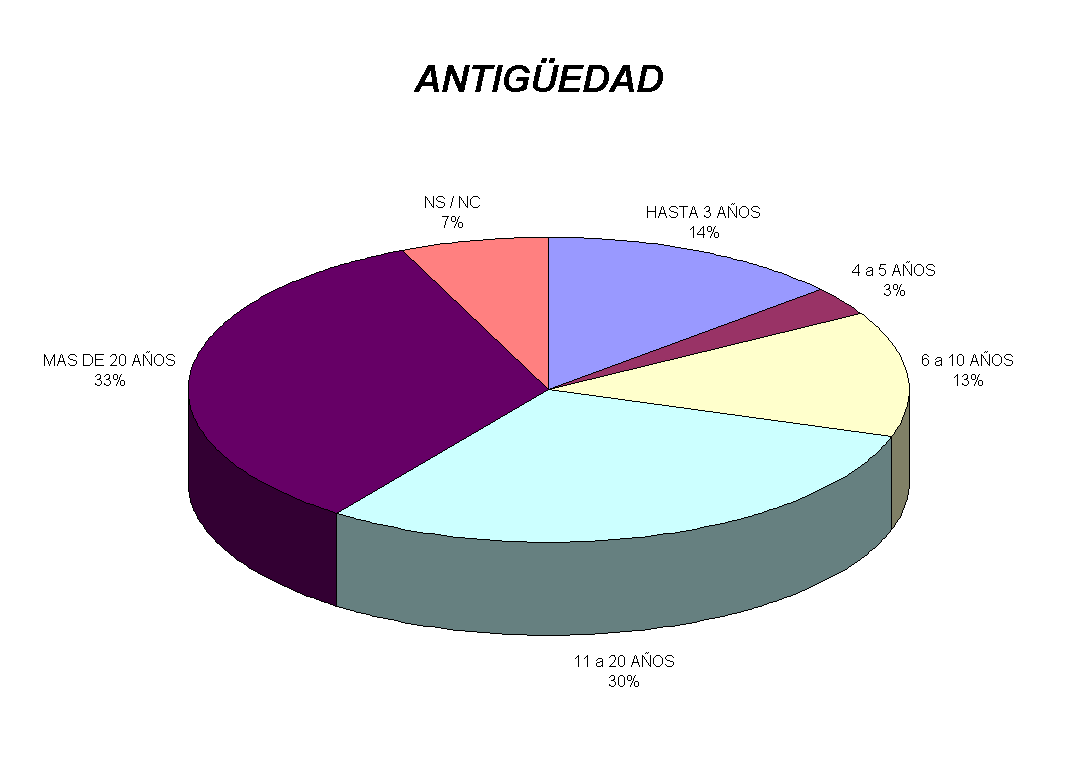 ANTIGÜEDAD
NS / NC
7%
HASTA 3 AÑOS
14%
4 a 5 AÑOS
3%
MAS DE 20 AÑOS
33%
6 a 10 AÑOS
13%
11 a 20 AÑOS
30%